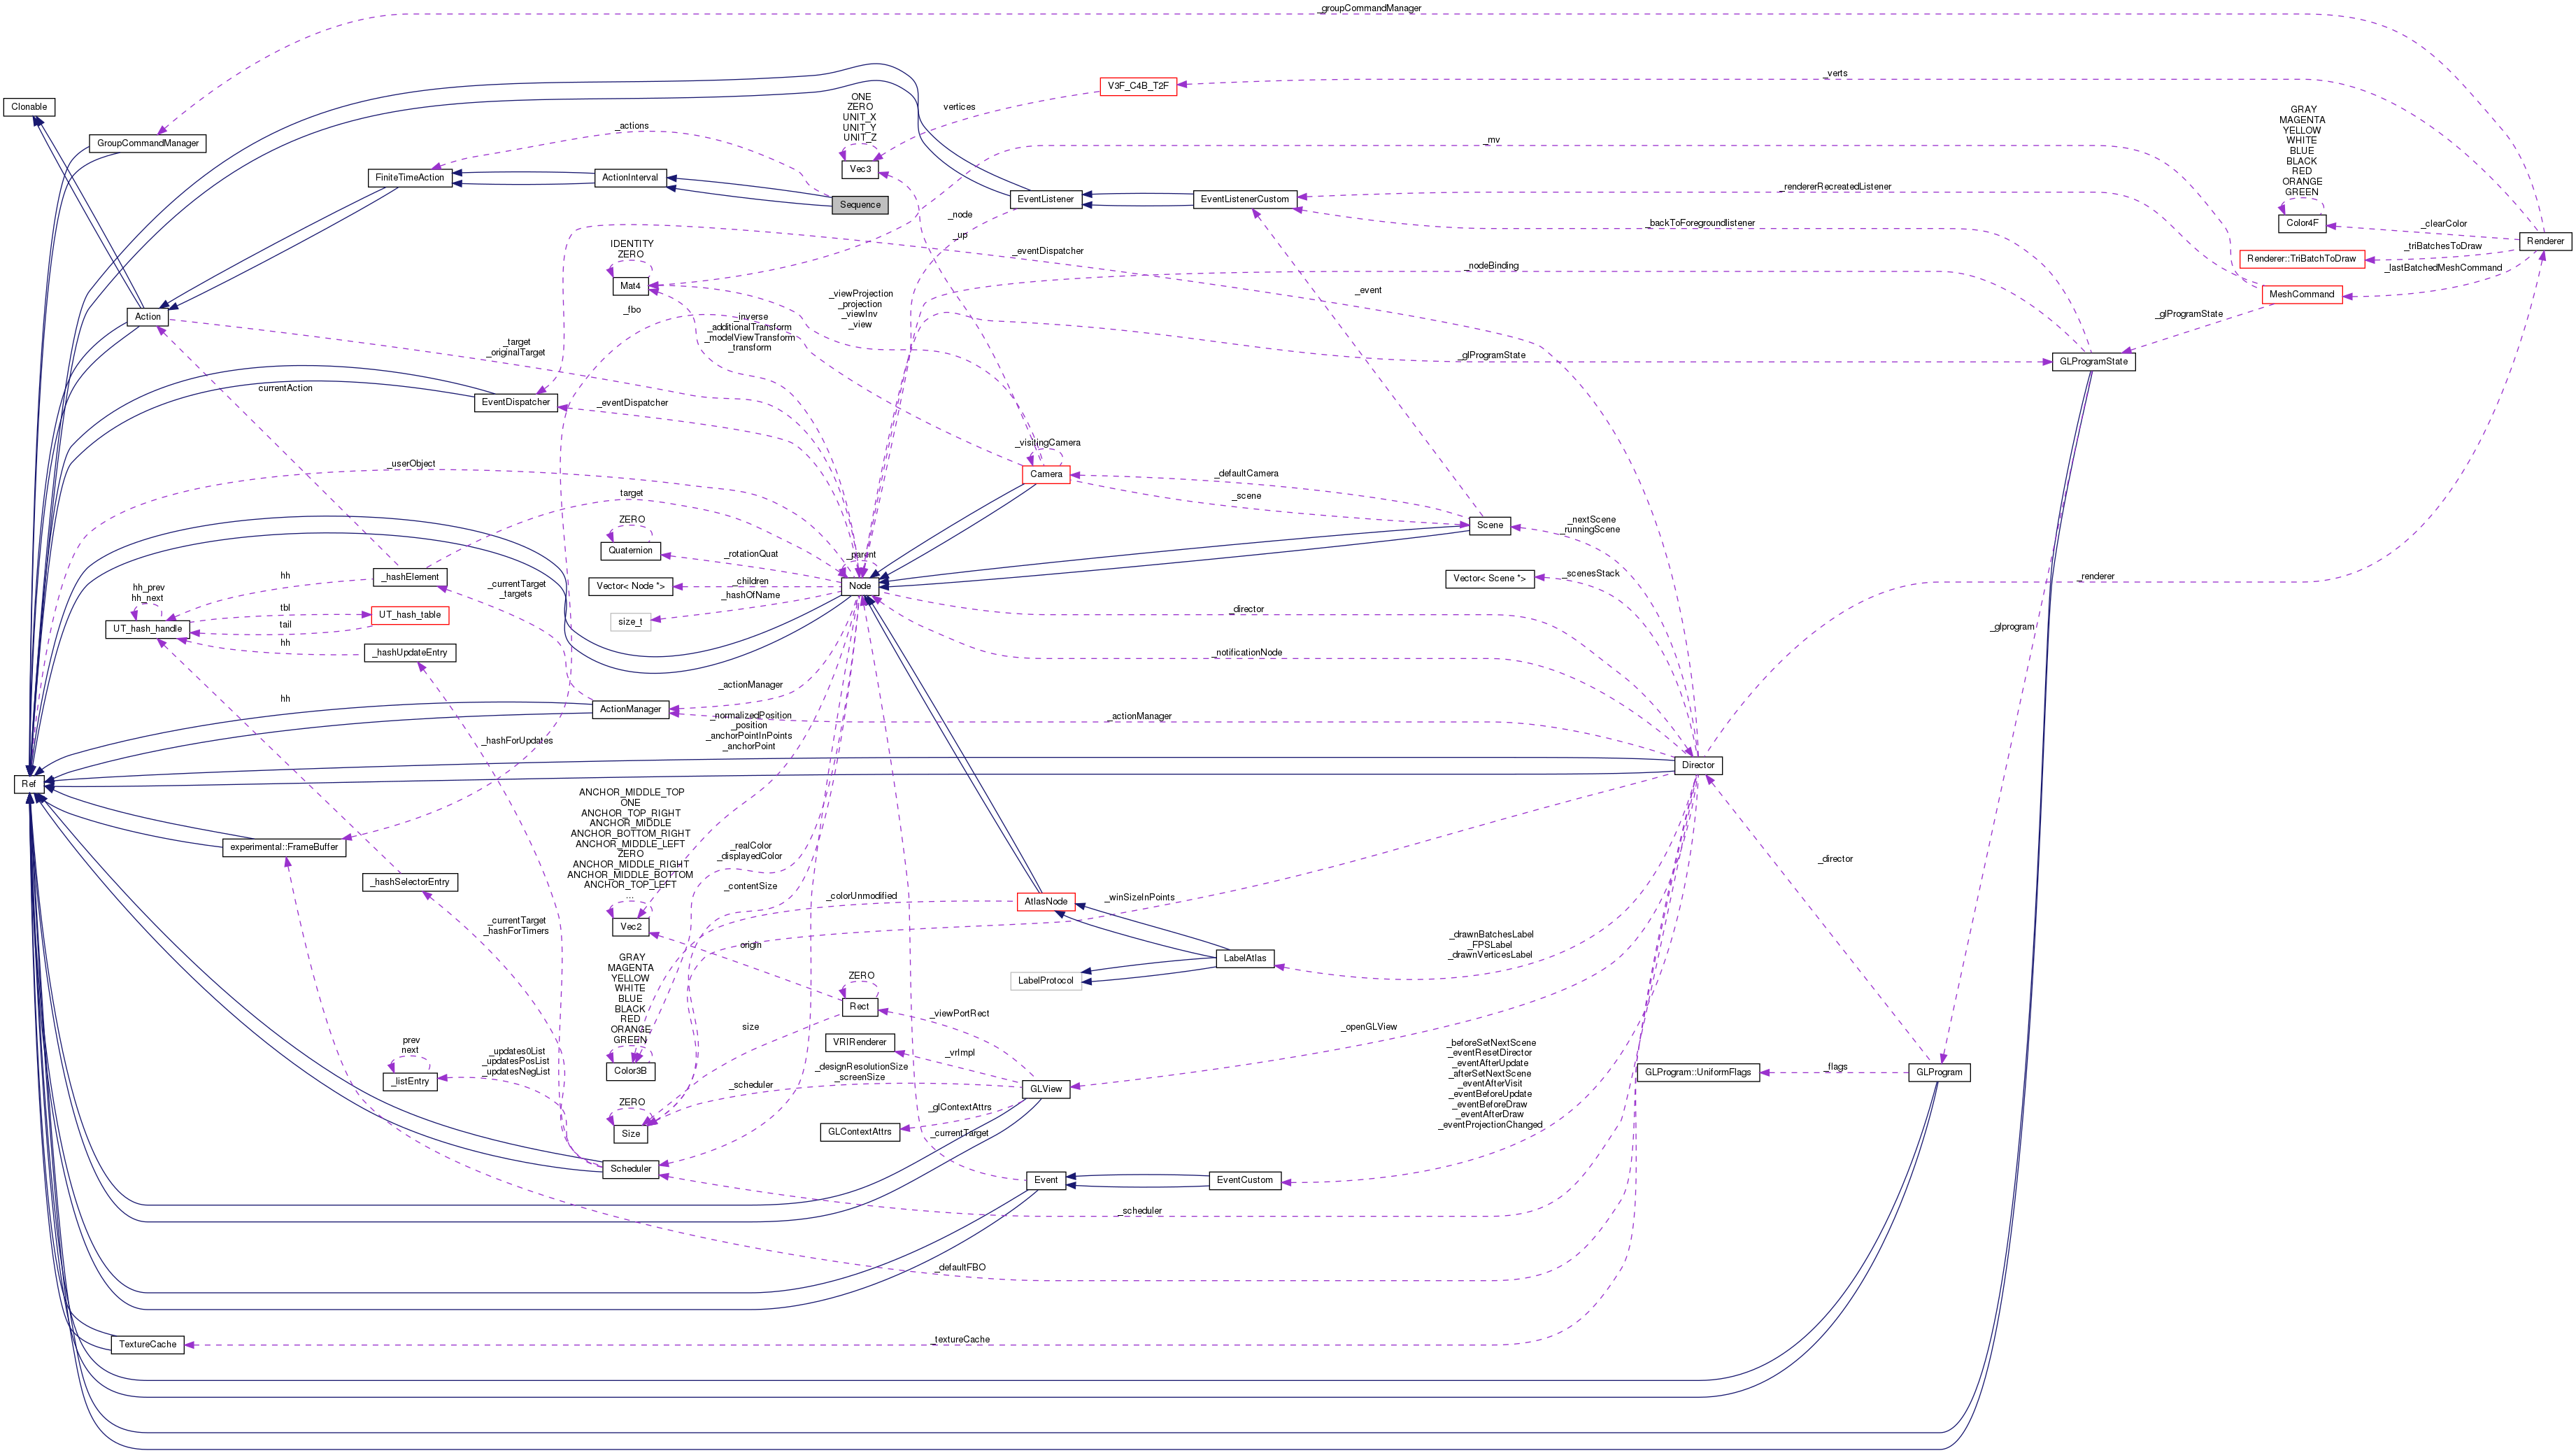 _groupCommandManager
_verts
V3F_C4B_T2F
vertices
Clonable
GroupCommandManager
_actions
FiniteTimeAction
ActionInterval
Sequence
ONE
ZERO
UNIT_X
UNIT_Y
UNIT_Z
Vec3
_mv
GRAY
MAGENTA
YELLOW
WHITE
BLUE
BLACK
RED
ORANGE
GREEN
Color4F
_clearColor
Renderer
_triBatchesToDraw
Renderer::TriBatchToDraw
_lastBatchedMeshCommand
MeshCommand
_glProgramState
EventListener
EventListenerCustom
_rendererRecreatedListener
_backToForegroundlistener
_node
_up
_eventDispatcher
_nodeBinding
_event
IDENTITY
ZERO
Mat4
_viewProjection
_projection
_viewInv
_view
_fbo
_inverse
_additionalTransform
_modelViewTransform
_transform
Action
_target
_originalTarget
_glProgramState
GLProgramState
currentAction
EventDispatcher
_eventDispatcher
_visitingCamera
Camera
_defaultCamera
_scene
_userObject
target
Scene
_nextScene
_runningScene
ZERO
Quaternion
_rotationQuat
_parent
Node
Vector< Node *>
_children
_hashOfName
size_t
Vector< Scene *>
_scenesStack
_renderer
_hashElement
hh
_currentTarget
_targets
hh_prev
hh_next
UT_hash_handle
tbl
UT_hash_table
tail
hh
_hashUpdateEntry
_director
_notificationNode
_glprogram
hh
ActionManager
_actionManager
_actionManager
_normalizedPosition
_position
_anchorPointInPoints
_anchorPoint
_hashForUpdates
Director
Ref
ANCHOR_MIDDLE_TOP
ONE
ANCHOR_TOP_RIGHT
ANCHOR_MIDDLE
ANCHOR_BOTTOM_RIGHT
ANCHOR_MIDDLE_LEFT
ZERO
ANCHOR_MIDDLE_RIGHT
ANCHOR_MIDDLE_BOTTOM
ANCHOR_TOP_LEFT
...
Vec2
experimental::FrameBuffer
_realColor
_displayedColor
_contentSize
_director
_hashSelectorEntry
_colorUnmodified
AtlasNode
_winSizeInPoints
_currentTarget
_hashForTimers
origin
_drawnBatchesLabel
_FPSLabel
_drawnVerticesLabel
LabelAtlas
LabelProtocol
GRAY
MAGENTA
YELLOW
WHITE
BLUE
BLACK
RED
ORANGE
GREEN
Color3B
ZERO
Rect
size
_viewPortRect
VRIRenderer
_vrImpl
_openGLView
prev
next
_listEntry
_updates0List
_updatesPosList
_updatesNegList
_scheduler
_designResolutionSize
_screenSize
GLView
_beforeSetNextScene
_eventResetDirector
_eventAfterUpdate
_afterSetNextScene
_eventAfterVisit
_eventBeforeUpdate
_eventBeforeDraw
_eventAfterDraw
_eventProjectionChanged
GLProgram::UniformFlags
_flags
GLProgram
ZERO
Size
_glContextAttrs
GLContextAttrs
_currentTarget
Scheduler
Event
EventCustom
_scheduler
_defaultFBO
TextureCache
_textureCache